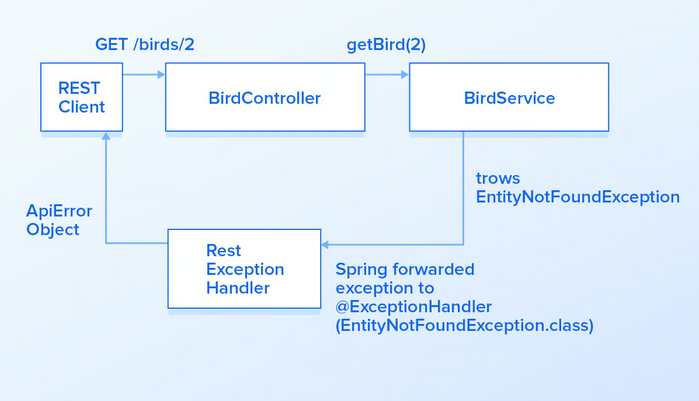 GET /birds/2
getBird(2)
REST
Client
BirdController
BirdService
trows
EntityNotFoundException
ApiError
Object
Rest
Exception
Handler
Spring forwarded
exception to
@ExceptionHandler
(EntityNotFoundException.class)